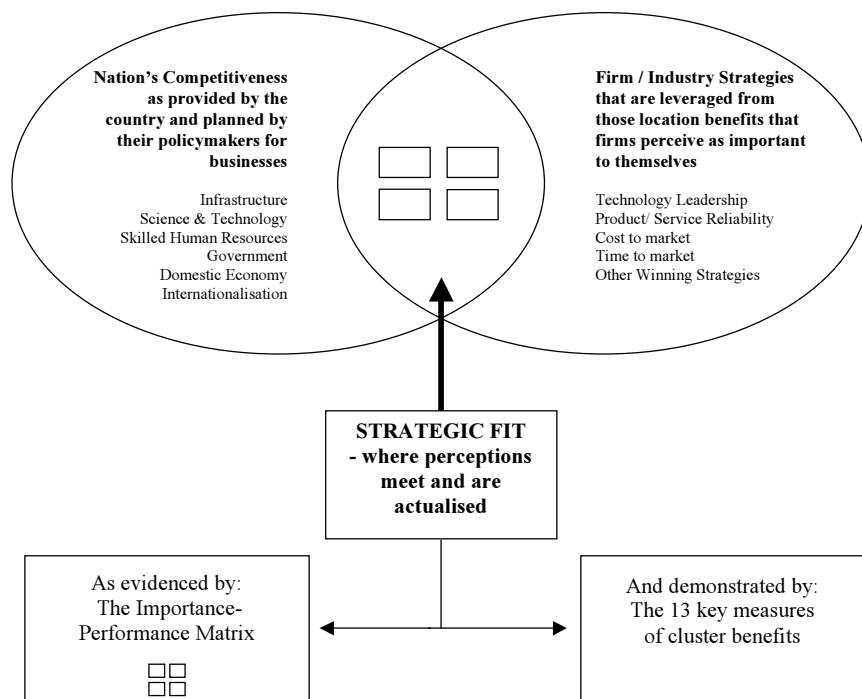 Nation's Competitiveness
as provided by the
country and planned by
their policymakers for
businesses
Infrastructure
Science & Technology
Skilled Human Resources
Government
Domestic Economy
Internationalisation
Firm / Industry Strategies
that are leveraged from
those location benefits that
firms perceive as important
to themselves
Technology Leadership
Product/ Service Reliability
Cost to market
Time to market
Other Winning Strategies
STRATEGIC FIT
- where perceptions
meet and are
actualised
As evidenced by:
The Importance-
Performance Matrix
And demonstrated by:
The 13 key measures
of cluster benefits